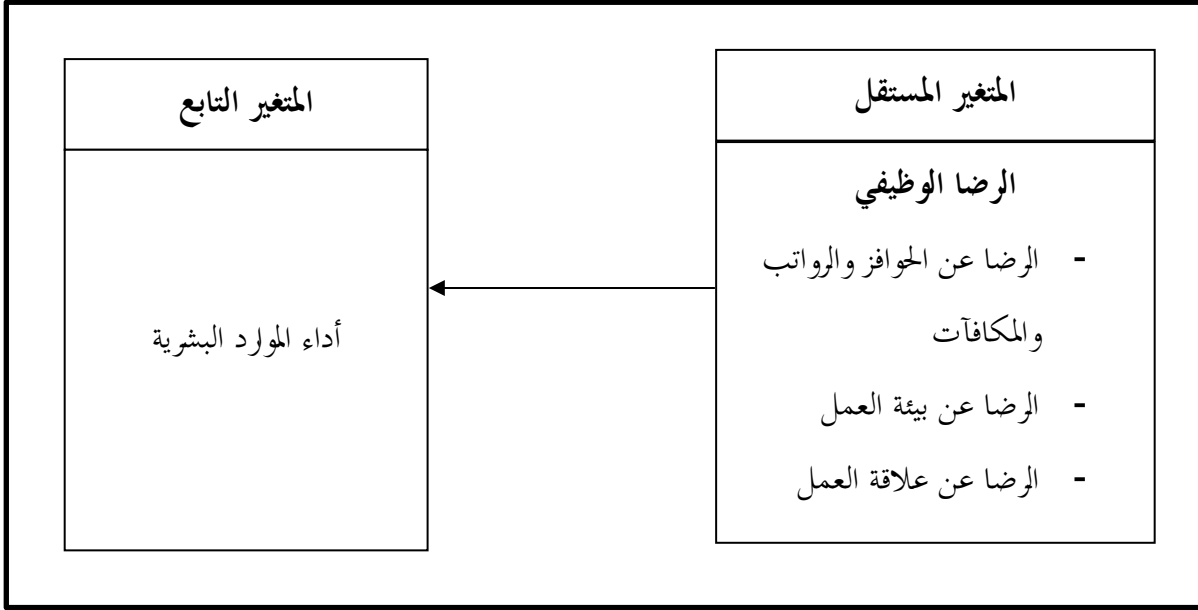 المتغير المستقل
الرضا الوظيفي
- الرضا عن الحوافز والرواتب
والمكافآت
- الرضا عن بيئة العمل
- الرضا عن علاقة العمل
المتغير التابع
أداء الموارد البشرية